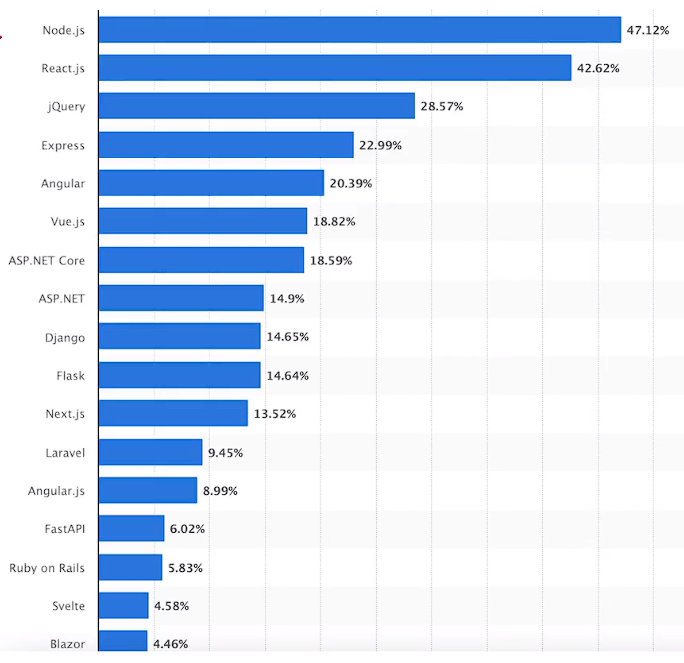 Node.js 47.12%
React.js 42.62%
jQuery 28.57%
Express 22.99%
Angular 20.39%
Vue.js 18.82%
ASP.NET Core 18.59%
ASP.NET 14.9%
Django 14.65%
Flask 14.64%
Next.js 13.52%
Laravel 9.45%
Angular.js 8.99%
FastAPI 6.02%
Ruby on Rails 5.83%
Svelte 4.58%
Blazor 4.46%